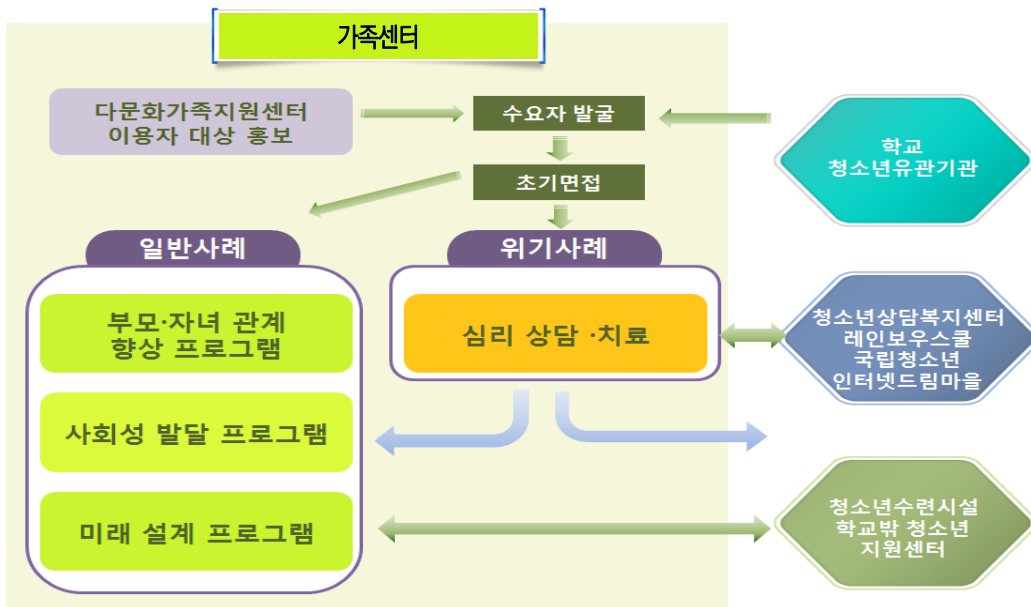 가족센터
다문화가족지원센터
이용자 대상 홍보
수요자 발굴
학교
청소년유관기관
초기면접
일반사례
위기사례
부모·자녀 관계
향상 프로그램
심리 상담 ·치료
청소년상담복지센터
레인보우스쿨
국립청소년
인터넷드림마을
사회성 발달 프로그램
미래 설계 프로그램
청소년수련시설
학교밖 청소년
지원센터